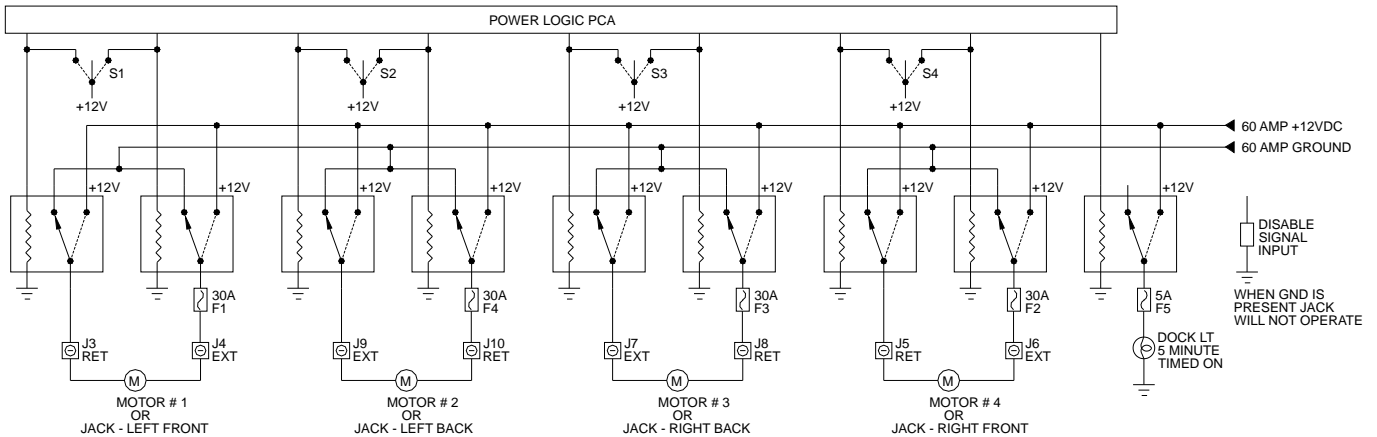 POWER LOGIC PCA
S1
S2
S3
S4
+12V
+12V
+12V
+12V
60 AMP +12VDC
60 AMP GROUND
+12V
+12V
+12V
+12V
+12V
+12V
+12V
+12V
+12V
DISABLE
SIGNAL
INPUT
WHEN GND IS
PRESENT JACK
WILL NOT OPERATE
30A
F1
30A
F4
30A
F3
30A
F2
5A
F5
J3
RET
J4
EXT
J9
EXT
J10
RET
J7
EXT
J8
RET
J5
RET
J6
EXT
DOCK LT
5 MINUTE
TIMED ON
M
M
M
M
MOTOR # 1
OR
JACK - LEFT FRONT
MOTOR # 2
OR
JACK - LEFT BACK
MOTOR # 3
OR
JACK - RIGHT BACK
MOTOR # 4
OR
JACK - RIGHT FRONT